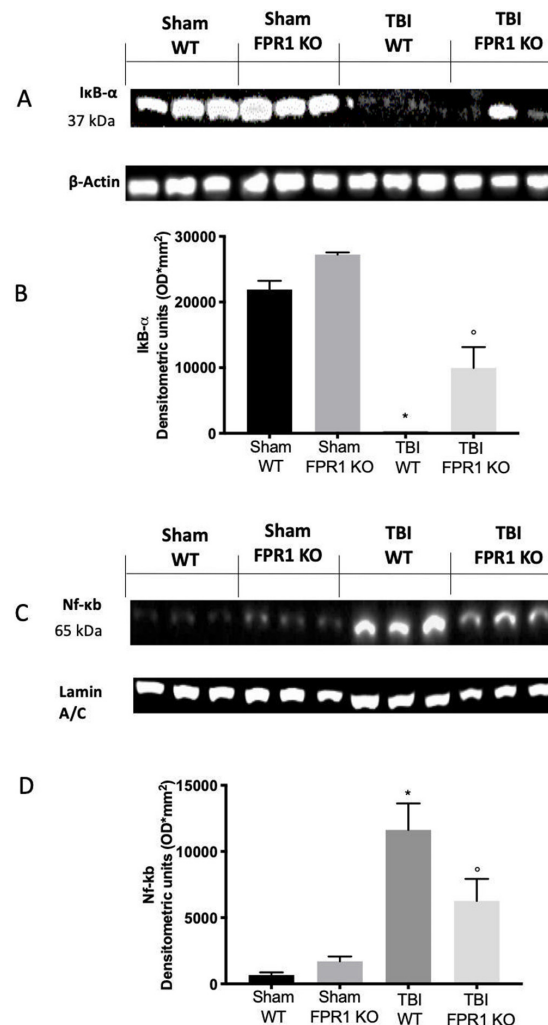 Sham
WT
Sham
FPR1 KO
TBI
WT
TBI
FPR1 KO
A
IκB-α
37 kDa
β-Actin
B
IkB-α
Densitometric units (OD*mm²)
30000
20000
10000
0
*
°
Sham
WT
Sham
FPR1 KO
TBI
WT
TBI
FPR1 KO
Sham
WT
Sham
FPR1 KO
TBI
WT
TBI
FPR1 KO
C
Nf-κb
65 kDa
Lamin
A/C
D
Nf-kb
Densitometric units (OD*mm²)
15000
10000
5000
0
*
°
Sham
WT
Sham
FPR1 KO
TBI
WT
TBI
FPR1 KO